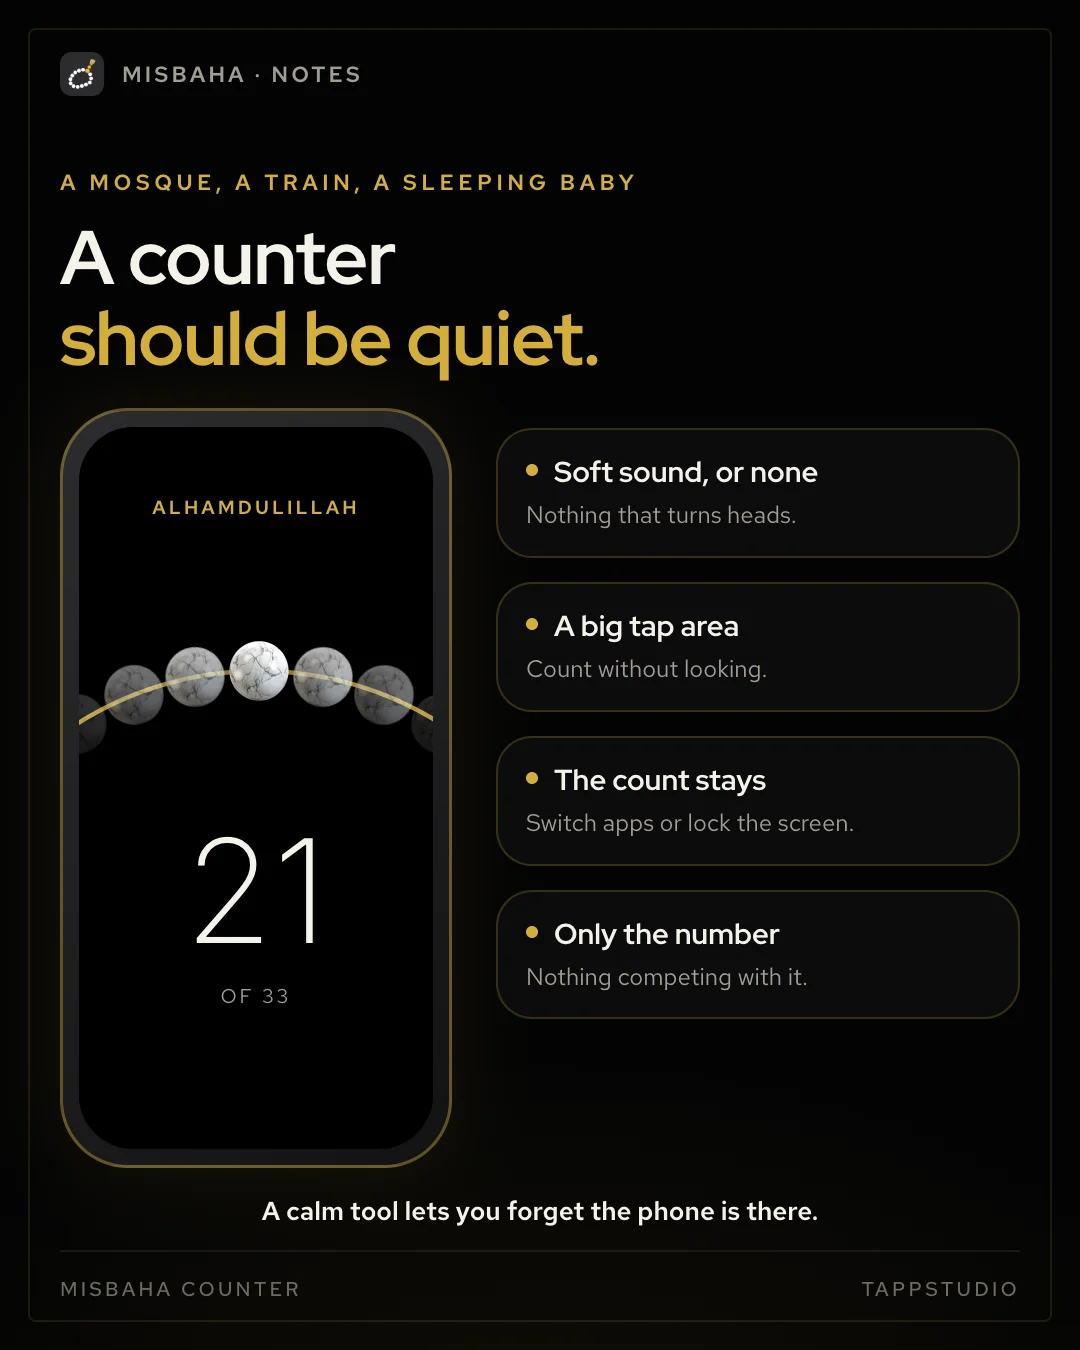 MISBAHA · NOTES
A MOSQUE, A TRAIN, A SLEEPING BABY
A counter
should be quiet.
ALHAMDULILLAH
21
OF 33
Soft sound, or none
Nothing that turns heads.
A big tap area
Count without looking.
The count stays
Switch apps or lock the screen.
Only the number
Nothing competing with it.
A calm tool lets you forget the phone is there.
MISBAHA COUNTER
TAPPSTUDIO